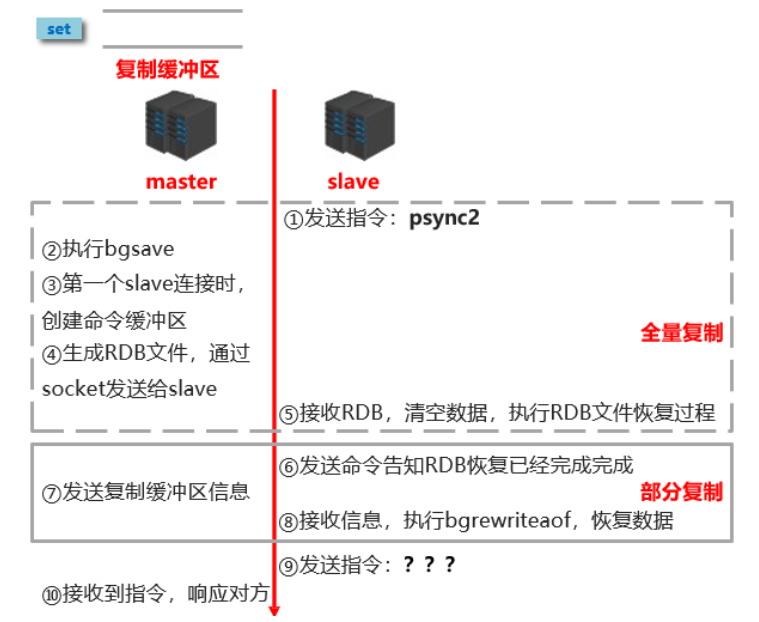 set
复制缓冲区
master
slave
①发送指令：psync2
②执行bgsave
③第一个slave连接时，
创建命令缓冲区
全量复制
④生成RDB文件，通过
socket发送给slave
⑤接收RDB，清空数据，执行RDB文件恢复过程
⑥发送命令告知RDB恢复已经完成完成
⑦发送复制缓冲区信息
部分复制
⑧接收信息，执行bgrewriteaof，恢复数据
⑨发送指令：？？？
⑩接收到指令，响应对方